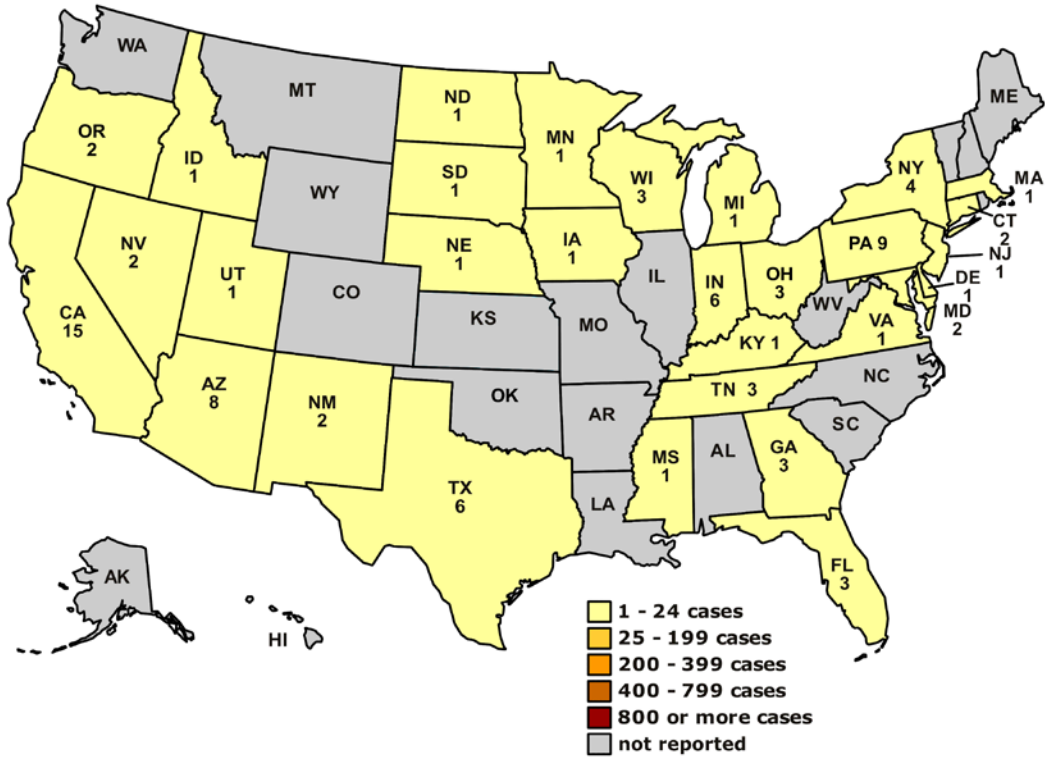 WA
MT
ME
ND
1
OR
2
MN
1
ID
1
SD
1
WI
3
NY
4
MA
1
WY
MI
1
CT
2
NV
2
NE
1
IA
1
PA 9
NJ
1
UT
1
CO
IL
IN
6
OH
3
DE
1
CA
15
KS
MO
WV
MD
2
VA
1
KY 1
AZ
8
NM
2
OK
TN 3
NC
AR
SC
MS
1
AL
GA
3
TX
6
LA
AK
FL
3
HI
1 - 24 cases
25 - 199 cases
200 - 399 cases
400 - 799 cases
800 or more cases
not reported